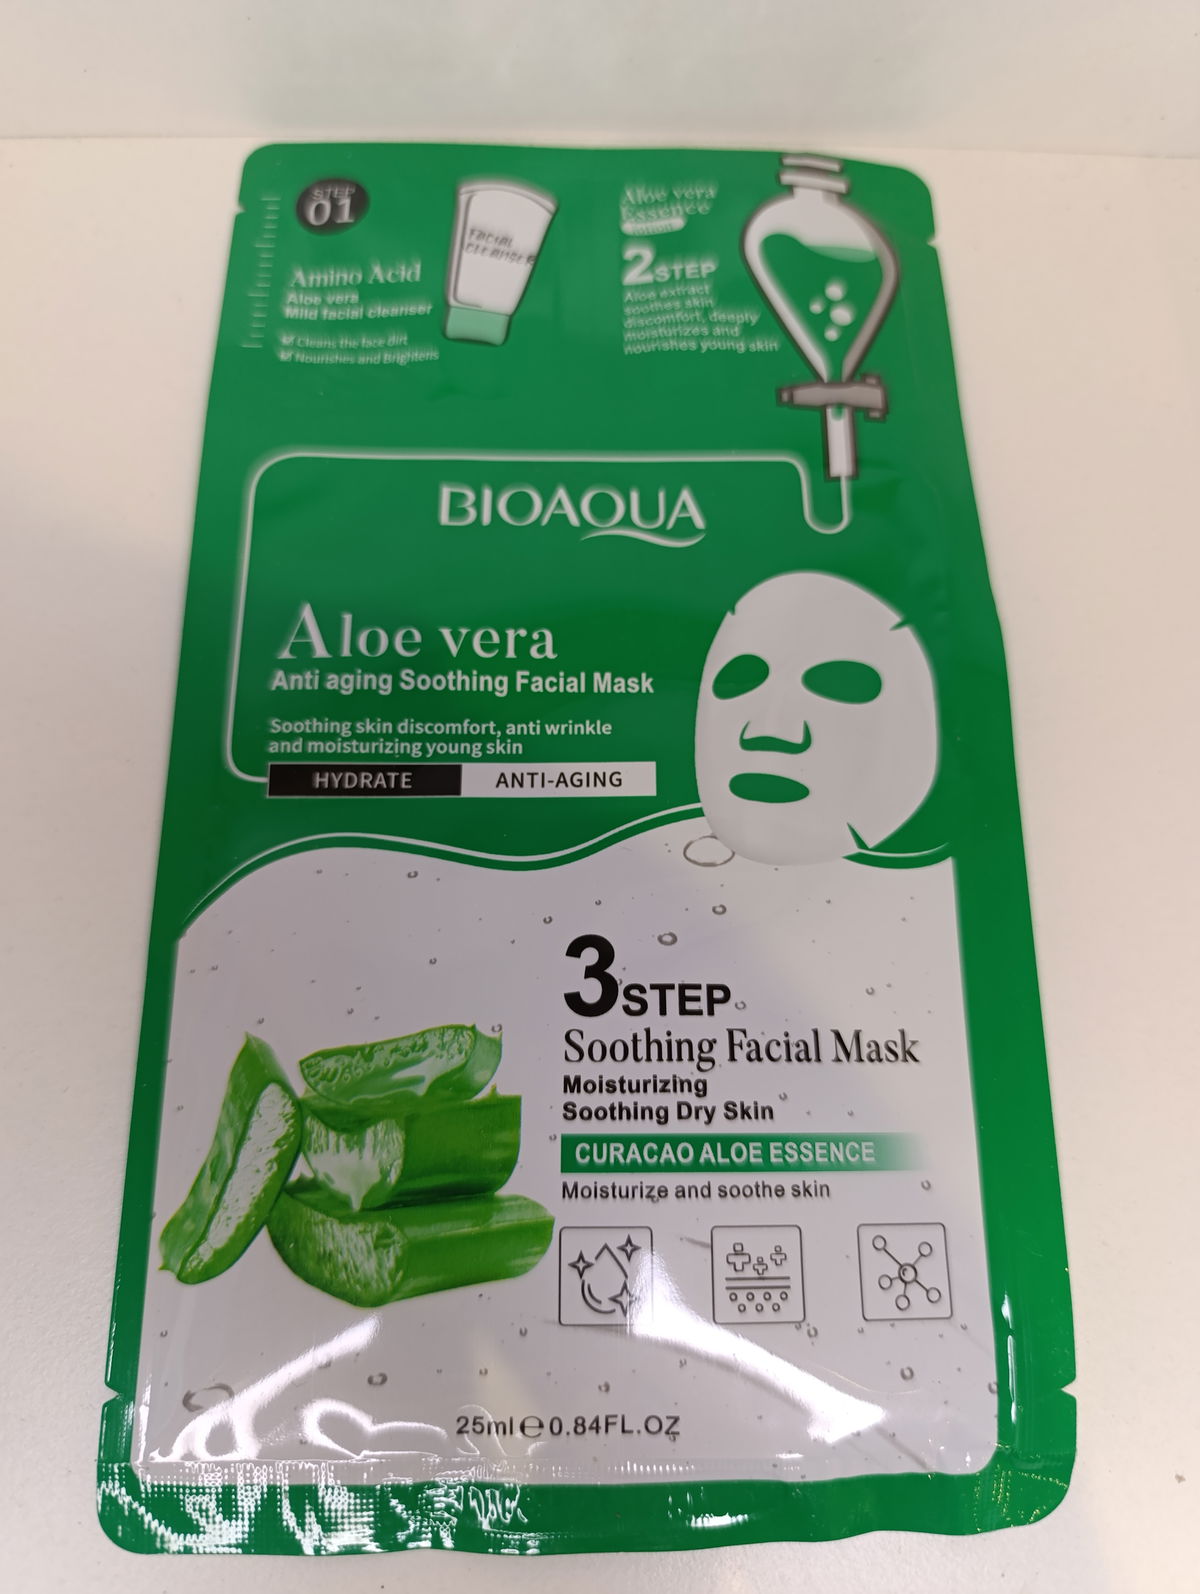 STEP
01
Amino Acid
Aloe vera
Mild facial cleanser
Cleans the face dirt
Nourishes and Brightens
FACIAL
CLEANSER
Aloe vera
Essence
lotion
2STEP
Aloe extract
soothes skin
discomfort, deeply
moisturizes and
nourishes young skin
BIOAQUA
Aloe vera
Anti aging Soothing Facial Mask
Soothing skin discomfort, anti wrinkle
and moisturizing young skin
HYDRATE ANTI-AGING
3STEP
Soothing Facial Mask
Moisturizing
Soothing Dry Skin
CURACAO ALOE ESSENCE
Moisturize and soothe skin
25ml℮0.84FL.OZ